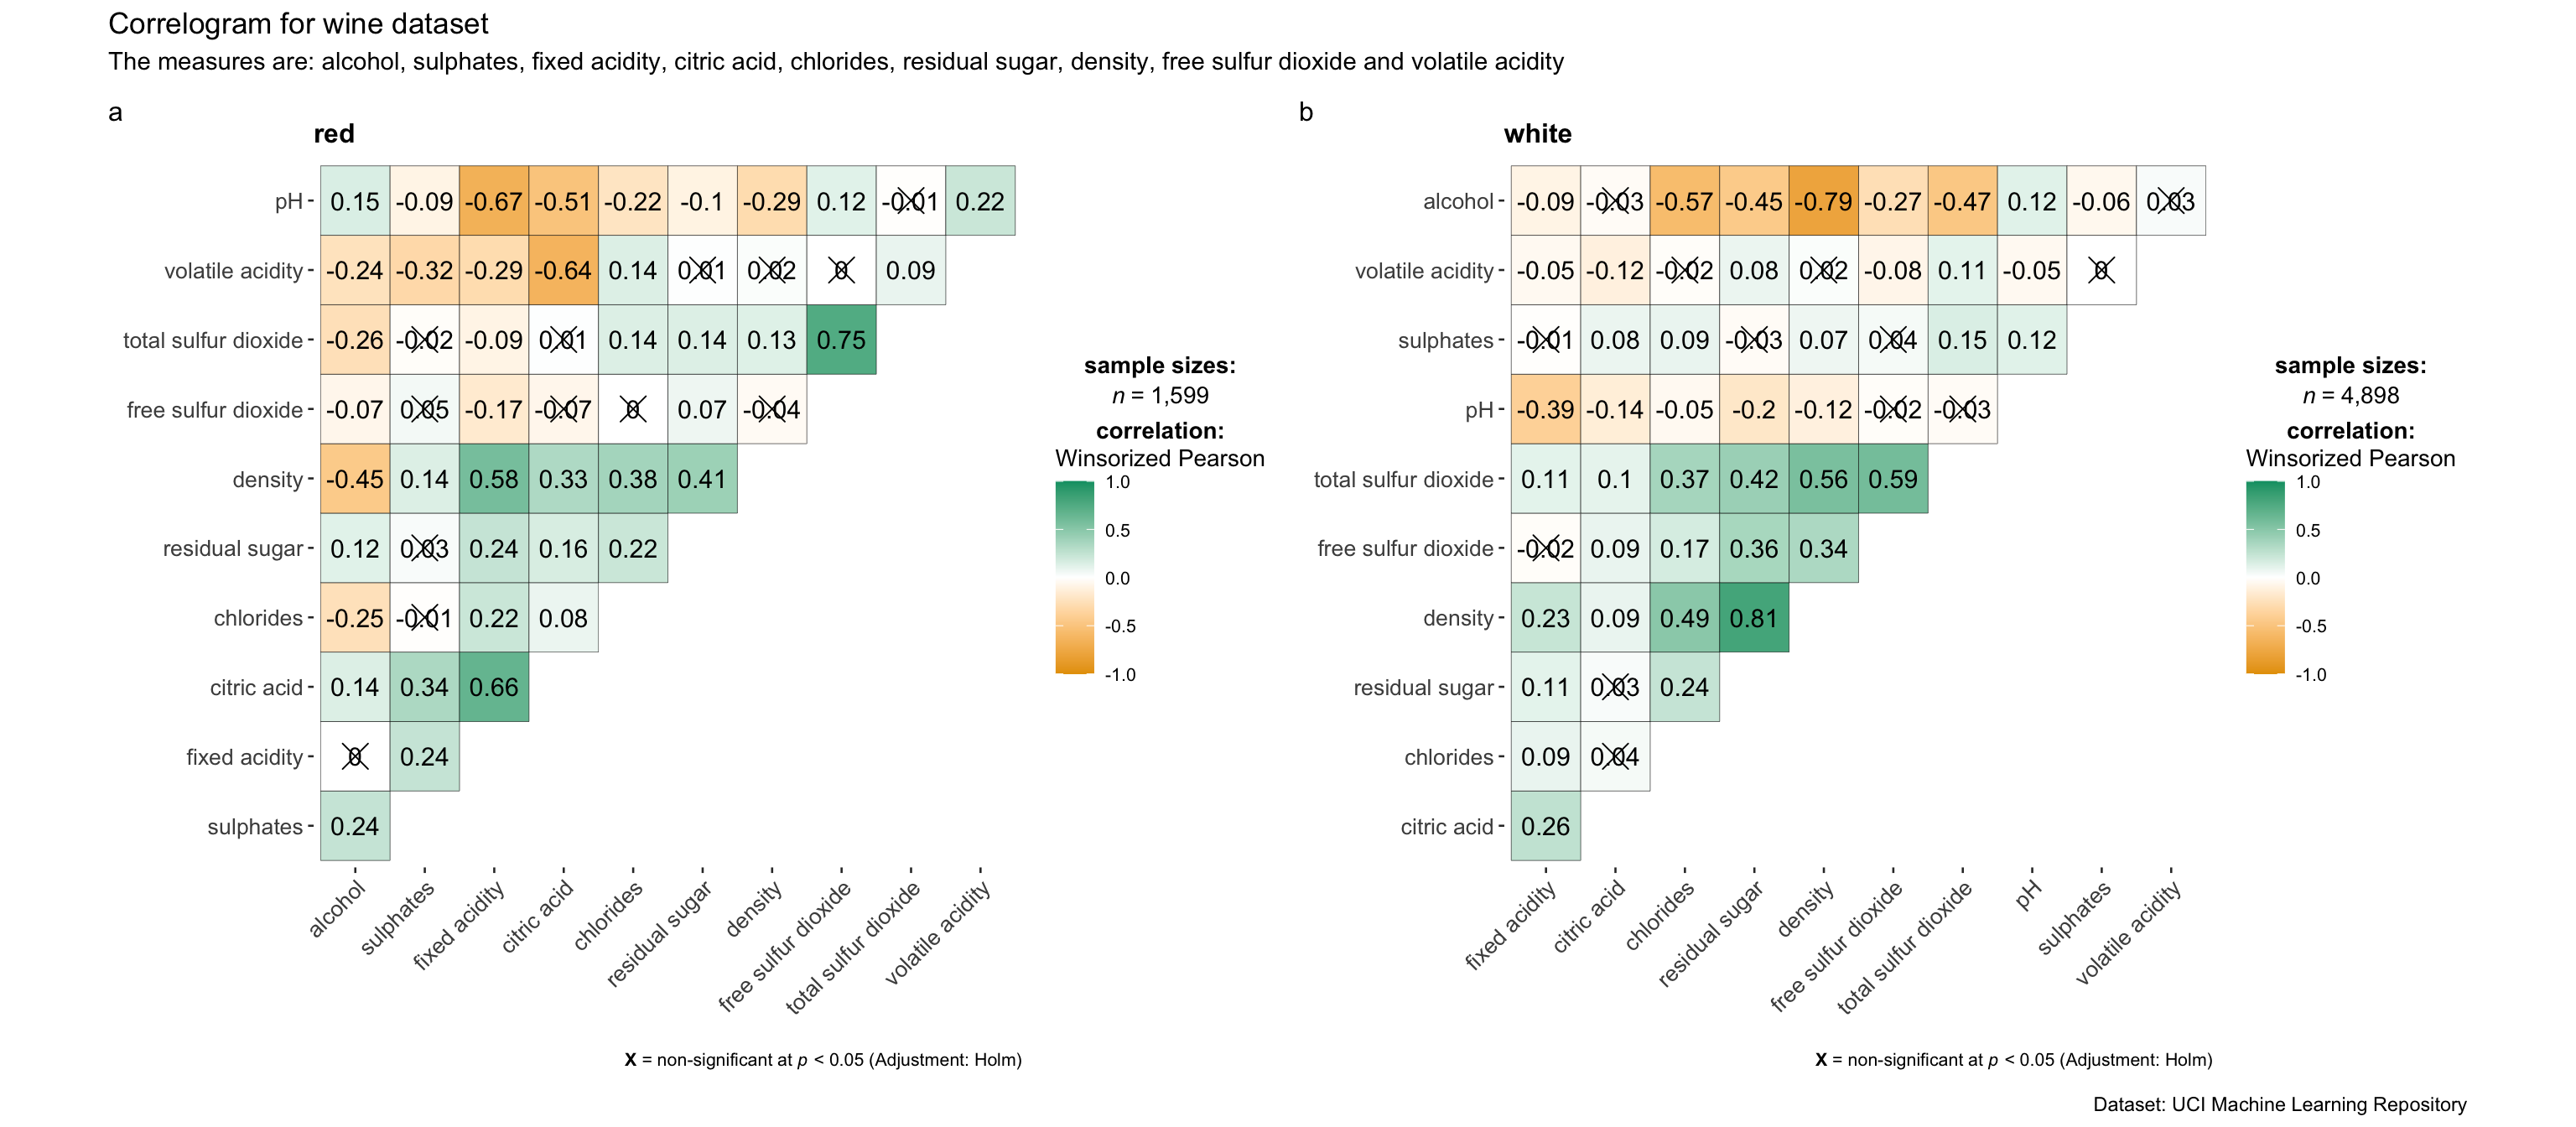 Correlogram for wine dataset
The measures are: alcohol, sulphates, fixed acidity, citric acid, chlorides, residual sugar, density, free sulfur dioxide and volatile acidity
a
red
pH 0.15 -0.09 -0.67 -0.51 -0.22 -0.1 -0.29 0.12 -0.01 0.22
volatile acidity -0.24 -0.32 -0.29 -0.64 0.14 0.01 0.02 0 0.09
total sulfur dioxide -0.26 -0.02 -0.09 0.01 0.14 0.14 0.13 0.75
free sulfur dioxide -0.07 0.05 -0.17 -0.07 0 0.07 -0.04
density -0.45 0.14 0.58 0.33 0.38 0.41
residual sugar 0.12 0.03 0.24 0.16 0.22
chlorides -0.25 -0.01 0.22 0.08
citric acid 0.14 0.34 0.66
fixed acidity 0 0.24
sulphates 0.24
alcohol
sulphates
fixed acidity
citric acid
chlorides
residual sugar
density
free sulfur dioxide
total sulfur dioxide
volatile acidity
sample sizes:
n = 1,599
correlation:
Winsorized Pearson
1.0
0.5
0.0
-0.5
-1.0
X = non-significant at p < 0.05 (Adjustment: Holm)
b
white
alcohol -0.09 -0.03 -0.57 -0.45 -0.79 -0.27 -0.47 0.12 -0.06 0.03
volatile acidity -0.05 -0.12 -0.02 0.08 0.02 -0.08 0.11 -0.05 0
sulphates -0.01 0.08 0.09 -0.03 0.07 0.04 0.15 0.12
pH -0.39 -0.14 -0.05 -0.2 -0.12 -0.02 -0.03
total sulfur dioxide 0.11 0.1 0.37 0.42 0.56 0.59
free sulfur dioxide -0.02 0.09 0.17 0.36 0.34
density 0.23 0.09 0.49 0.81
residual sugar 0.11 0.03 0.24
chlorides 0.09 0.04
citric acid 0.26
fixed acidity
citric acid
chlorides
residual sugar
density
free sulfur dioxide
total sulfur dioxide
pH
sulphates
volatile acidity
sample sizes:
n = 4,898
correlation:
Winsorized Pearson
1.0
0.5
0.0
-0.5
-1.0
X = non-significant at p < 0.05 (Adjustment: Holm)
Dataset: UCI Machine Learning Repository